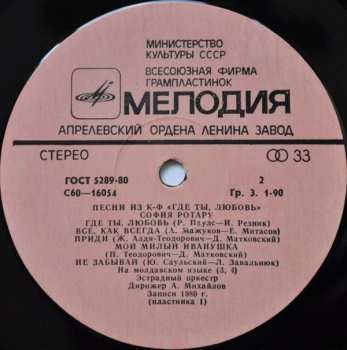 МИНИСТЕРСТВО
КУЛЬТУРЫ СССР
ВСЕСОЮЗНАЯ ФИРМА
ГРАМПЛАСТИНОК
МЕЛОДИЯ
АПРЕЛЕВСКИЙ ОРДЕНА ЛЕНИНА ЗАВОД
СТЕРЕО 33
ГОСТ 5289-80 2
С60—16054 Гр. 3. 1-90
ПЕСНИ ИЗ К-Ф «ГДЕ ТЫ, ЛЮБОВЬ»
СОФИЯ РОТАРУ
ГДЕ ТЫ, ЛЮБОВЬ (Р. Паулс—И. Резник)
ВСЕ, КАК ВСЕГДА (Л. Мажуков—Е. Митасов)
ПРИДИ (Ж. Алдя-Теодорович—Д. Матковский)
МОЙ МИЛЫЙ ИВАНУШКА
(П. Теодорович—Д. Матковский)
НЕ ЗАБЫВАЙ (Ю. Саульский—Л. Завальнюк)
На молдавском языке (3, 4)
Эстрадный оркестр
Дирижер А. Михайлов
Записи 1980 г.
(пластинка 1)